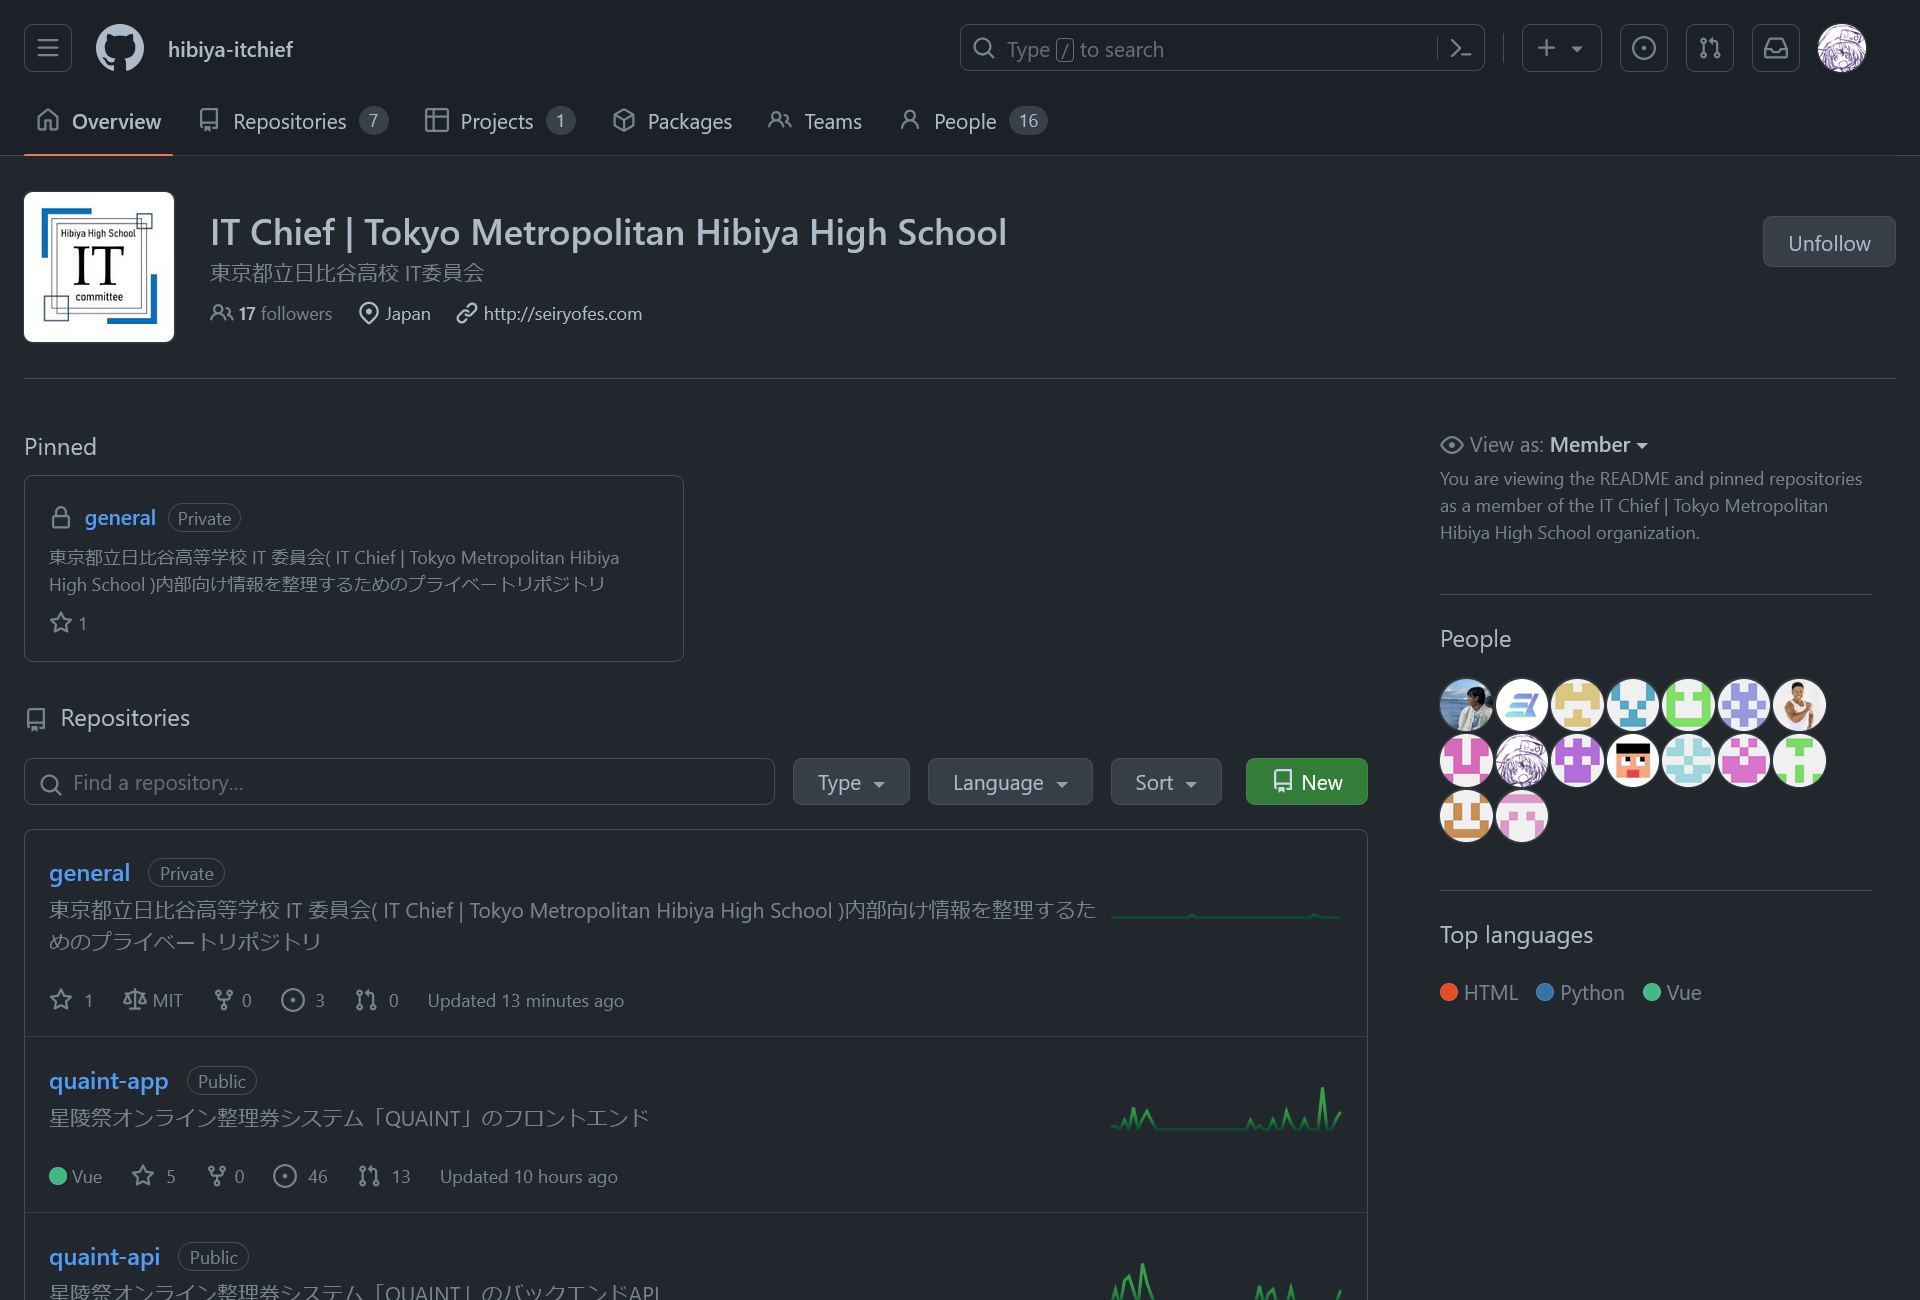 hibiya-itchief
Type / to search
Overview
Repositories 7
Projects 1
Packages
Teams
People 16
Hibiya High School
IT
committee
IT Chief | Tokyo Metropolitan Hibiya High School
東京都立日比谷高校 IT委員会
17 followers
Japan
http://seiryofes.com
Unfollow
Pinned
general Private
東京都立日比谷高等学校 IT 委員会( IT Chief | Tokyo Metropolitan Hibiya
High School )内部向け情報を整理するためのプライベートリポジトリ
1
Repositories
Find a repository...
Type
Language
Sort
New
general Private
東京都立日比谷高等学校 IT 委員会( IT Chief | Tokyo Metropolitan Hibiya High School )内部向け情報を整理するた
めのプライベートリポジトリ
1 MIT 0 3 0 Updated 13 minutes ago
quaint-app Public
星陵祭オンライン整理券システム「QUAINT」のフロントエンド
Vue 5 0 46 13 Updated 10 hours ago
quaint-api Public
星陵祭オンライン整理券システム「QUAINT」のバックエンドAPI
View as: Member
You are viewing the README and pinned repositories
as a member of the IT Chief | Tokyo Metropolitan
Hibiya High School organization.
People
Top languages
HTML Python Vue